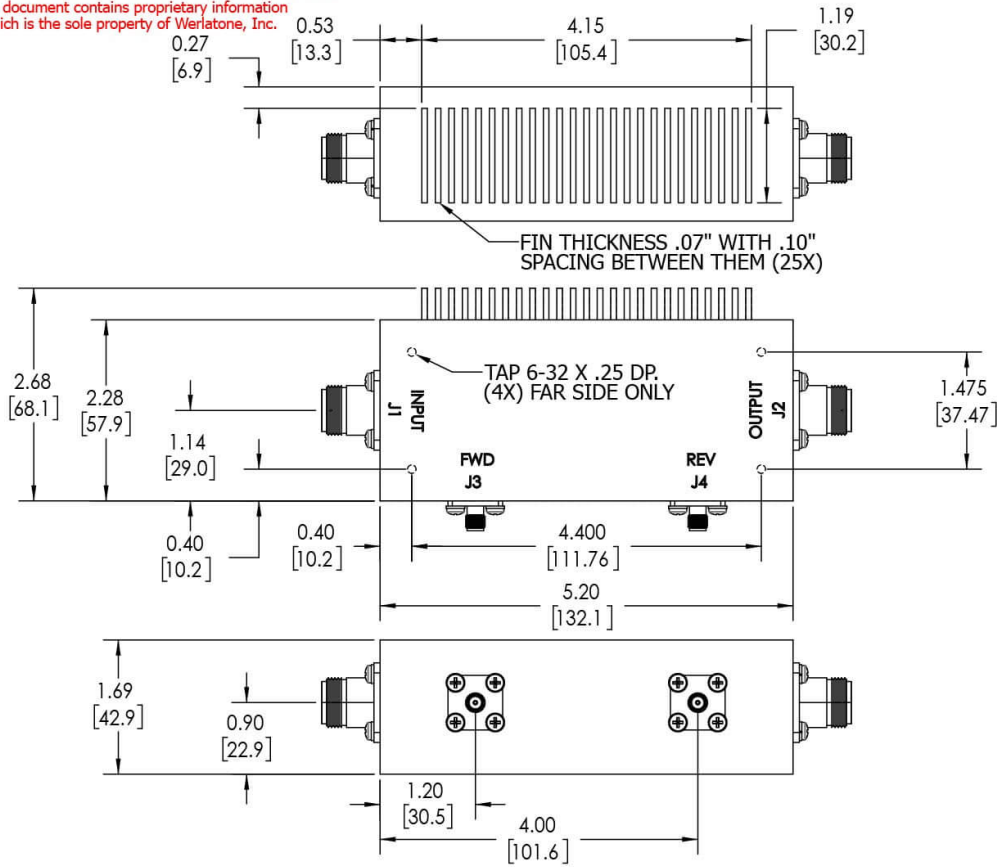 document contains proprietary information
ich is the sole property of Werlatone, Inc.
0.27
[6.9]
0.53
[13.3]
4.15
[105.4]
1.19
[30.2]
FIN THICKNESS .07" WITH .10"
SPACING BETWEEN THEM (25X)
2.68
[68.1]
2.28
[57.9]
1.14
[29.0]
0.40
[10.2]
TAP 6-32 X .25 DP.
(4X) FAR SIDE ONLY
INPUT
J1
OUTPUT
J2
FWD
J3
REV
J4
1.475
[37.47]
0.40
[10.2]
4.400
[111.76]
5.20
[132.1]
1.69
[42.9]
0.90
[22.9]
1.20
[30.5]
4.00
[101.6]